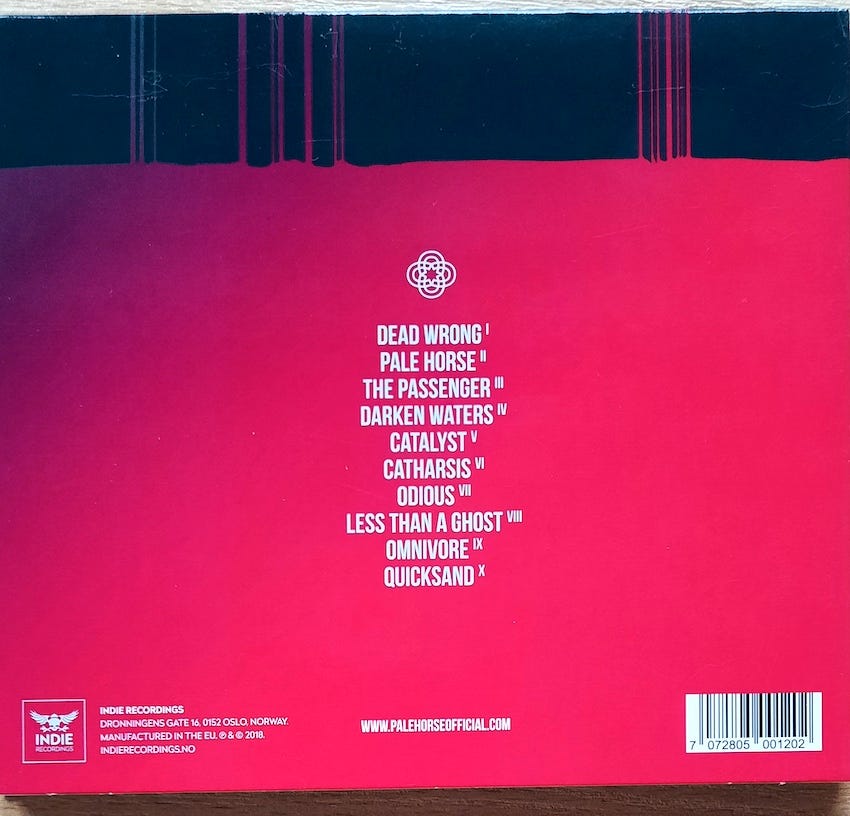 DEAD WRONG I
PALE HORSE II
THE PASSENGER III
DARKEN WATERS IV
CATALYST V
CATHARSIS VI
ODIOUS VII
LESS THAN A GHOST VIII
OMNIVORE IX
QUICKSAND X
INDIE
RECORDINGS
INDIE RECORDINGS
DRONNINGENS GATE 16, 0152 OSLO, NORWAY.
MANUFACTURED IN THE EU. ℗ & © 2018.
INDIERECORDINGS.NO
WWW.PALEHORSEOFFICIAL.COM
7 072805 001202